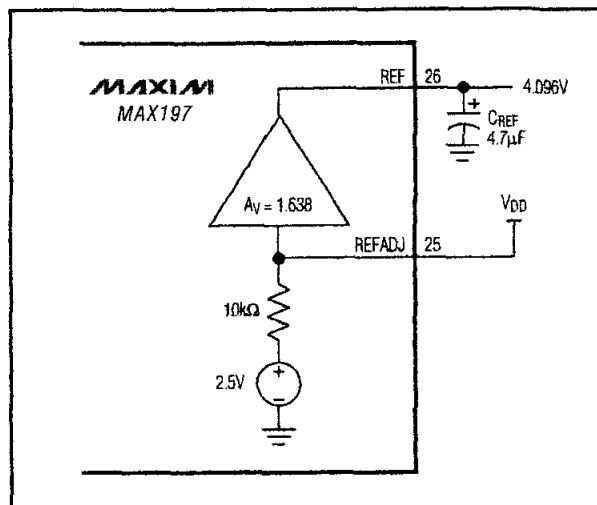 MAXIM
MAX197
REF
26
4.096V
+
CREF
4.7µF
AV = 1.638
VDD
REFADJ
25
10kΩ
2.5V
+
−